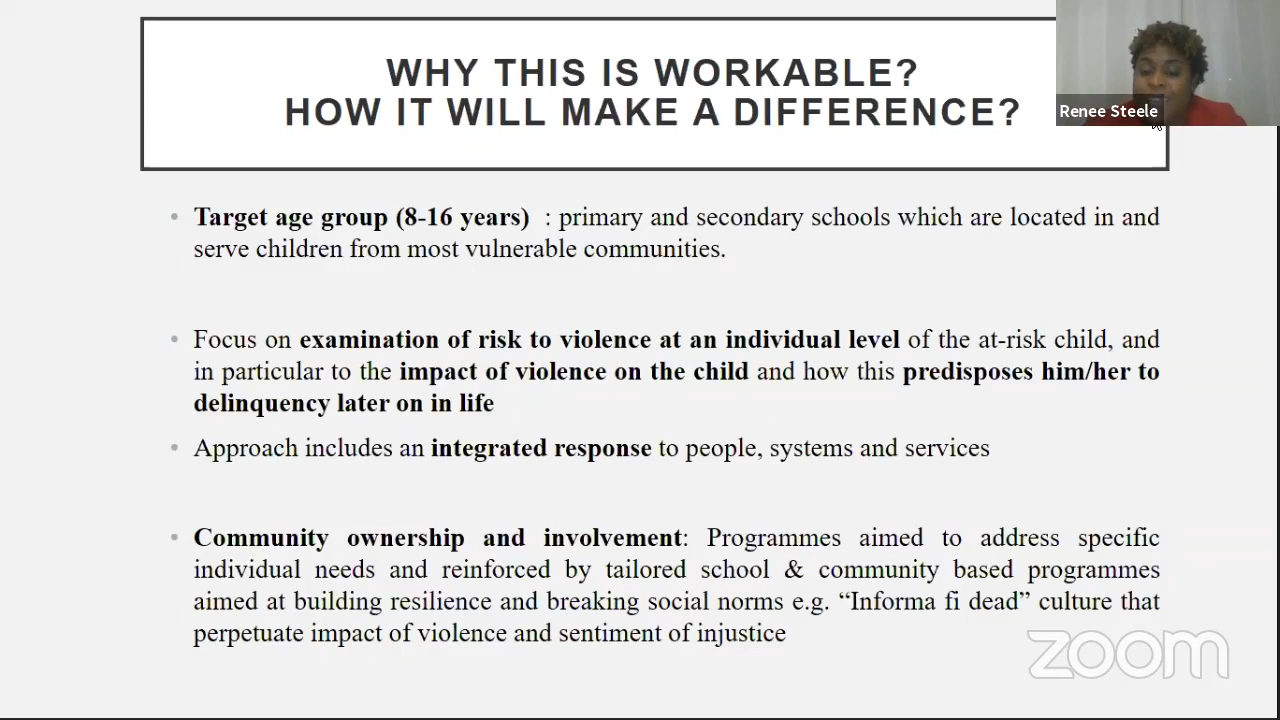 WHY THIS IS WORKABLE?
HOW IT WILL MAKE A DIFFERENCE?
Renee Steele
• Target age group (8-16 years) : primary and secondary schools which are located in and
serve children from most vulnerable communities.
• Focus on examination of risk to violence at an individual level of the at-risk child, and
in particular to the impact of violence on the child and how this predisposes him/her to
delinquency later on in life
• Approach includes an integrated response to people, systems and services
• Community ownership and involvement: Programmes aimed to address specific
individual needs and reinforced by tailored school & community based programmes
aimed at building resilience and breaking social norms e.g. “Informa fi dead” culture that
perpetuate impact of violence and sentiment of injustice
zoom